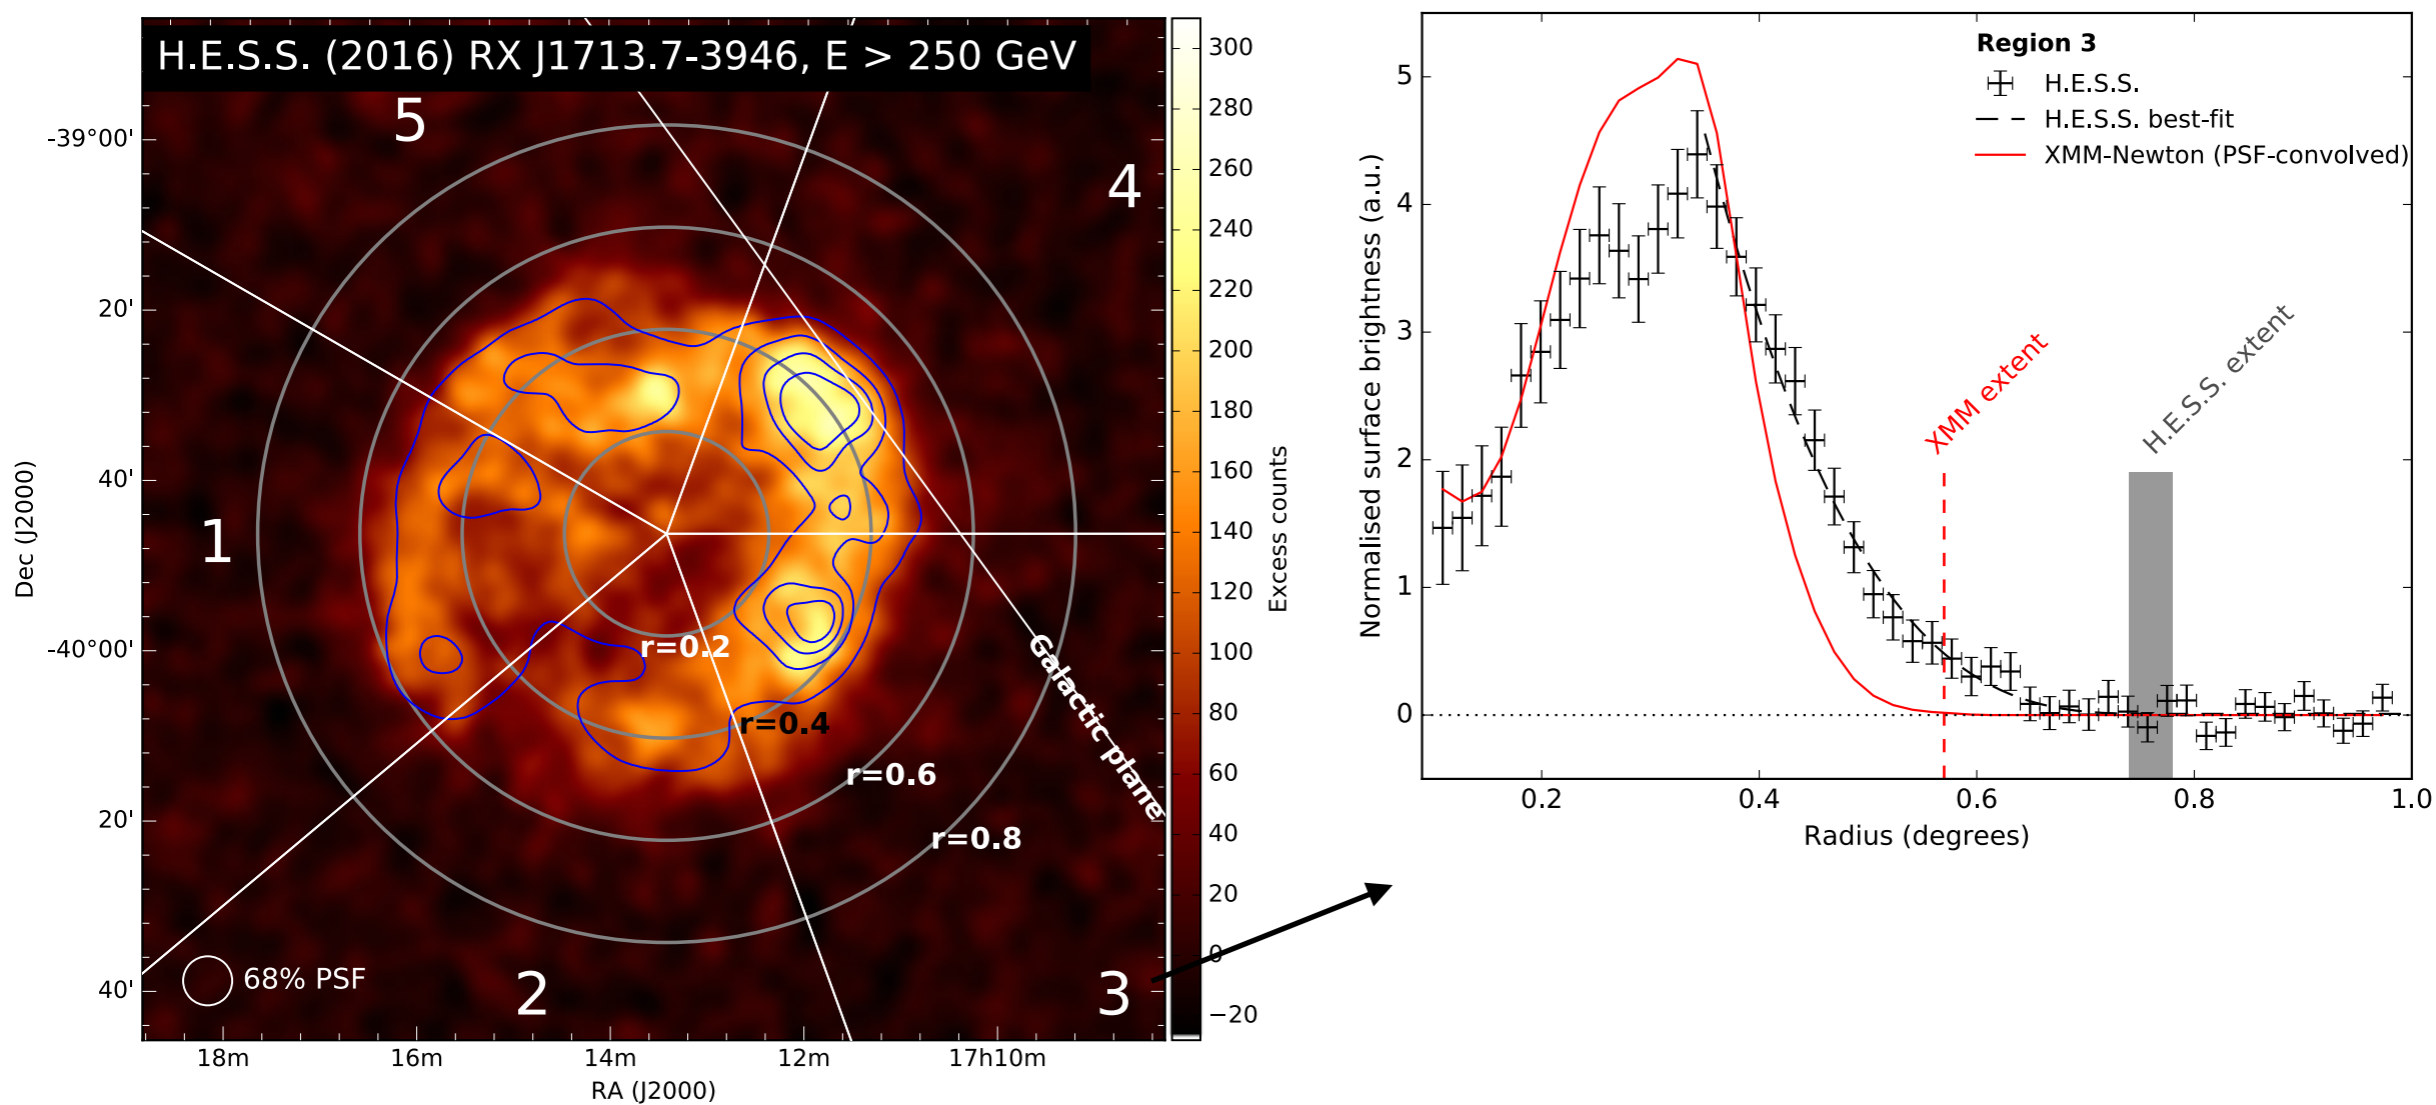 H.E.S.S. (2016) RX J1713.7-3946, E > 250 GeV
5
4
1
2
3
r=0.2
r=0.4
r=0.6
r=0.8
Galactic plane
68% PSF
-39°00'
20'
40'
-40°00'
20'
40'
Dec (J2000)
18m
16m
14m
12m
17h10m
RA (J2000)
300
280
260
240
220
200
180
160
140
120
100
80
60
40
20
0
−20
Excess counts
Region 3
H.E.S.S.
H.E.S.S. best-fit
XMM-Newton (PSF-convolved)
XMM extent
H.E.S.S. extent
5
4
3
2
1
0
Normalised surface brightness (a.u.)
0.2
0.4
0.6
0.8
1.0
Radius (degrees)